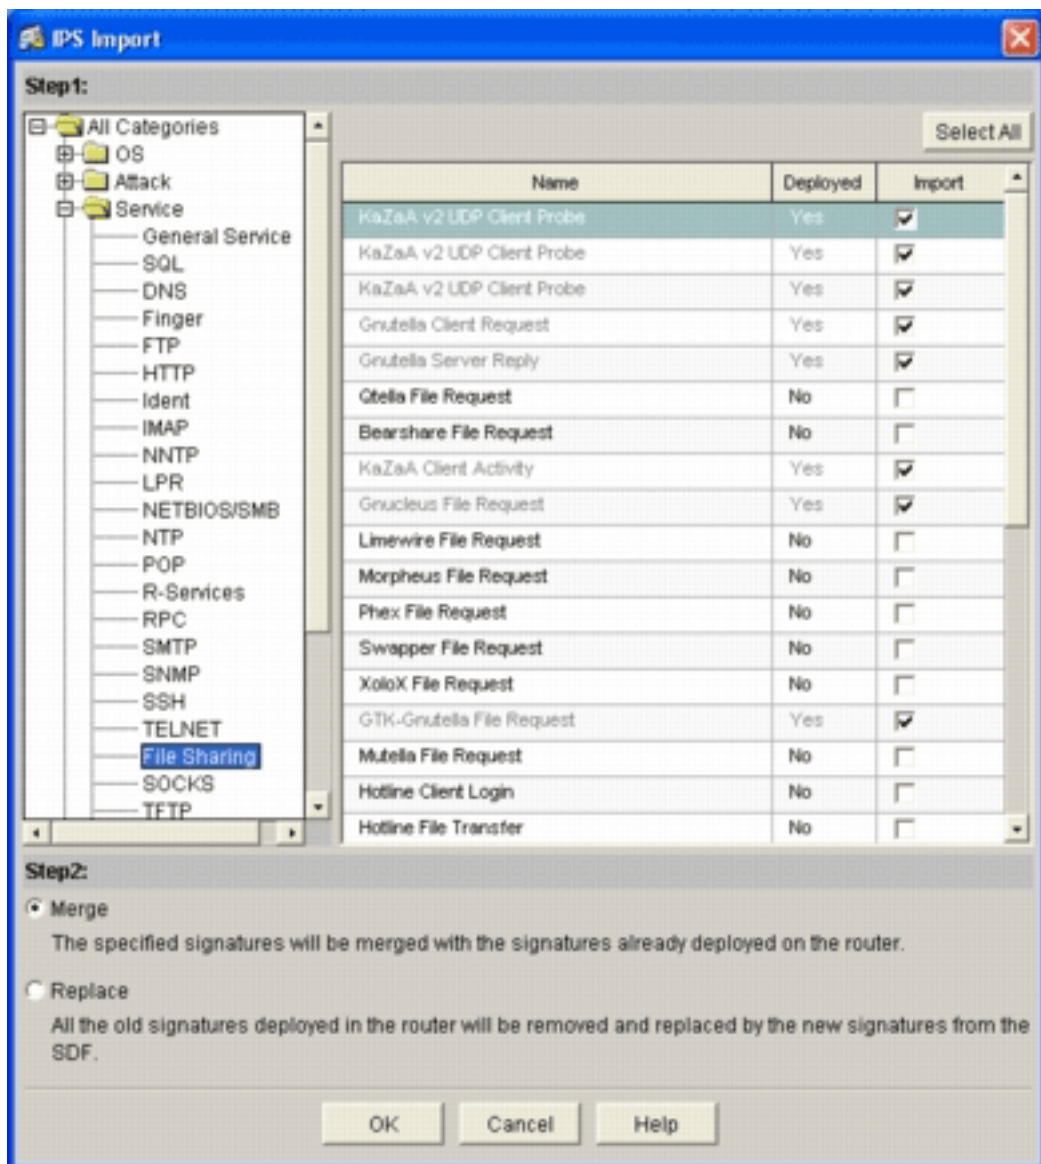 IPS Import
Step1:
All Categories
OS
Attack
Service
General Service
SQL
DNS
Finger
FTP
HTTP
Ident
IMAP
NNTP
LPR
NETBIOS/SMB
NTP
POP
R-Services
RPC
SMTP
SNMP
SSH
TELNET
File Sharing
SOCKS
TFTP
Select All
Name Deployed Import
KaZaA v2 UDP Client Probe Yes
KaZaA v2 UDP Client Probe Yes
KaZaA v2 UDP Client Probe Yes
Gnutella Client Request Yes
Gnutella Server Reply Yes
Qtella File Request No
Bearshare File Request No
KaZaA Client Activity Yes
Gnucleus File Request Yes
Limewire File Request No
Morpheus File Request No
Phex File Request No
Swapper File Request No
XoloX File Request No
GTK-Gnutella File Request Yes
Mutella File Request No
Hotline Client Login No
Hotline File Transfer No
Step2:
Merge
The specified signatures will be merged with the signatures already deployed on the router.
Replace
All the old signatures deployed in the router will be removed and replaced by the new signatures from the
SDF.
OK Cancel Help